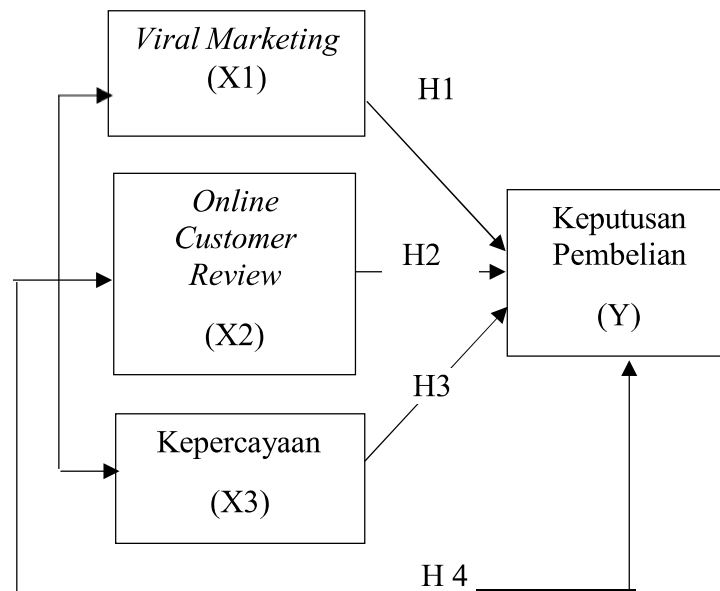 Viral Marketing
(X1)
H1
Online
Customer
Review
(X2)
H2
Keputusan
Pembelian
(Y)
H3
Kepercayaan
(X3)
H 4